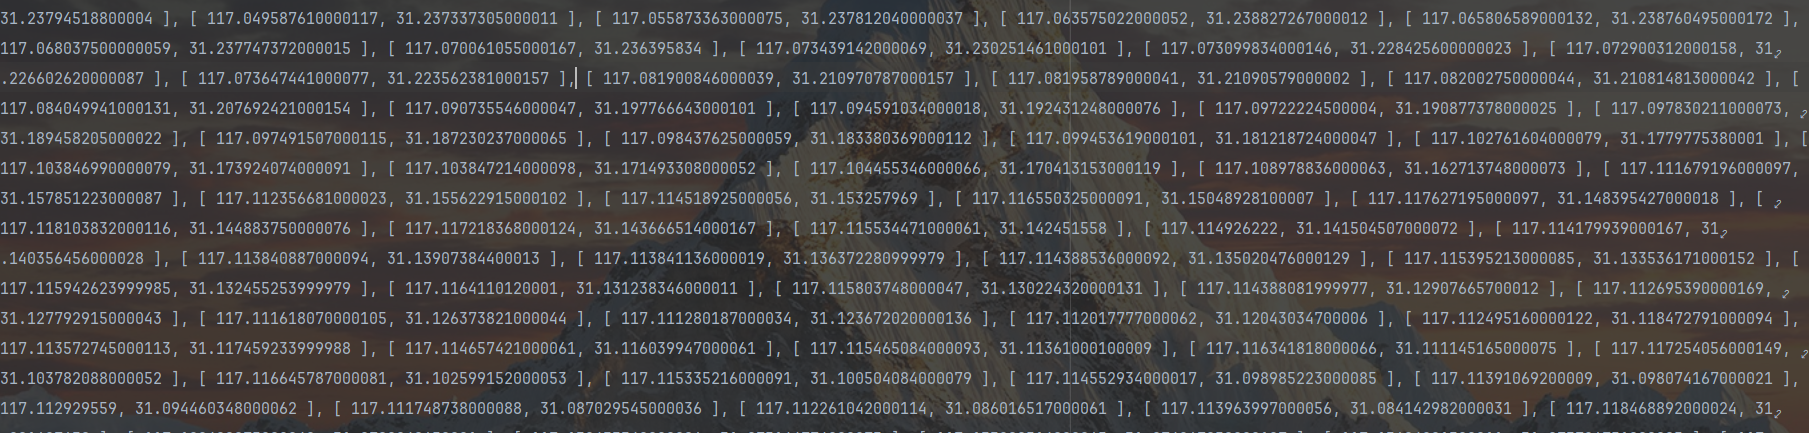 31.23794518800004 ], [ 117.049587610000117, 31.237337305000011 ], [ 117.055873363000075, 31.237812040000037 ], [ 117.063575022000052, 31.238827267000012 ], [ 117.065806589000132, 31.238760495000172 ],
117.068037500000059, 31.237747372000015 ], [ 117.070061055000167, 31.236395834 ], [ 117.073439142000069, 31.230251461000101 ], [ 117.073099834000146, 31.228425600000023 ], [ 117.072900312000158, 31
.226602620000087 ], [ 117.073647441000077, 31.223562381000157 ], [ 117.081900846000039, 31.210970787000157 ], [ 117.081958789000041, 31.21090579000002 ], [ 117.082002750000044, 31.210814813000042 ], [
117.084049941000131, 31.207692421000154 ], [ 117.090735546000047, 31.197766643000101 ], [ 117.094591034000018, 31.192431248000076 ], [ 117.09722224500004, 31.190877378000025 ], [ 117.097830211000073,
31.189458205000022 ], [ 117.097491507000115, 31.187230237000065 ], [ 117.098437625000059, 31.183380369000112 ], [ 117.099453619000101, 31.181218724000047 ], [ 117.102761604000079, 31.1779775380001 ], [
117.103846990000079, 31.173924074000091 ], [ 117.103847214000098, 31.171493308000052 ], [ 117.104455346000066, 31.170413153000119 ], [ 117.108978836000063, 31.162713748000073 ], [ 117.111679196000097,
31.157851223000087 ], [ 117.112356681000023, 31.155622915000102 ], [ 117.114518925000056, 31.153257969 ], [ 117.116550325000091, 31.15048928100007 ], [ 117.117627195000097, 31.148395427000018 ], [
117.118103832000116, 31.144883750000076 ], [ 117.117218368000124, 31.143666514000167 ], [ 117.115534471000061, 31.142451558 ], [ 117.114926222, 31.141504507000072 ], [ 117.114179939000167, 31
.140356456000028 ], [ 117.113840887000094, 31.13907384400013 ], [ 117.113841136000019, 31.136372280999979 ], [ 117.114388536000092, 31.135020476000129 ], [ 117.115395213000085, 31.133536171000152 ], [
117.115942623999985, 31.132455253999979 ], [ 117.1164110120001, 31.131238346000011 ], [ 117.115803748000047, 31.130224320000131 ], [ 117.114388081999977, 31.12907665700012 ], [ 117.112695390000169,
31.127792915000043 ], [ 117.111618070000105, 31.126373821000044 ], [ 117.111280187000034, 31.123672020000136 ], [ 117.112017777000062, 31.12043034700006 ], [ 117.112495160000122, 31.118472791000094 ],
117.113572745000113, 31.117459233999988 ], [ 117.114657421000061, 31.116039947000061 ], [ 117.115465084000093, 31.11361000100009 ], [ 117.116341818000066, 31.111145165000075 ], [ 117.117254056000149,
31.103782088000052 ], [ 117.116645787000081, 31.102599152000053 ], [ 117.115335216000091, 31.100504084000079 ], [ 117.114552934000017, 31.098985223000085 ], [ 117.11391069200009, 31.098074167000021 ],
117.112929559, 31.094460348000062 ], [ 117.111748738000088, 31.087029545000036 ], [ 117.112261042000114, 31.086016517000061 ], [ 117.113963997000056, 31.084142982000031 ], [ 117.118468892000024, 31